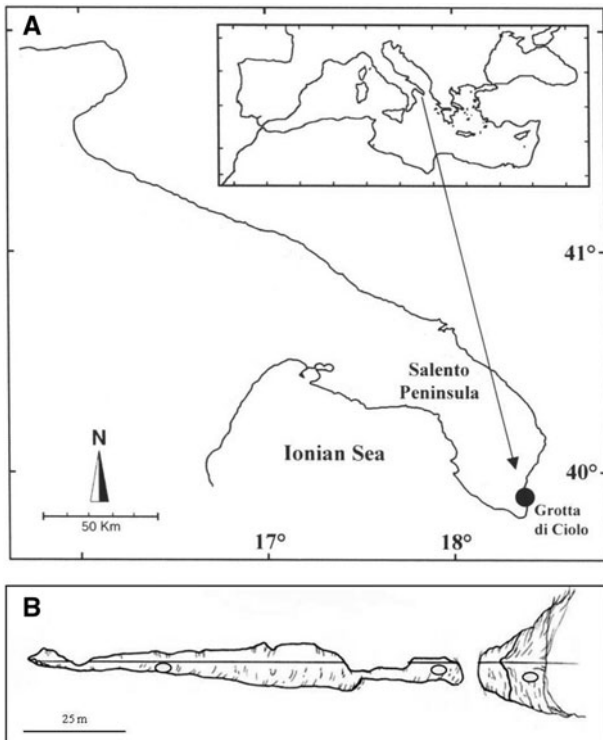 A
41°
Salento
Peninsula
N
Ionian Sea
40°
50 Km
Grotta
di Ciolo
17°
18°
B
25 m